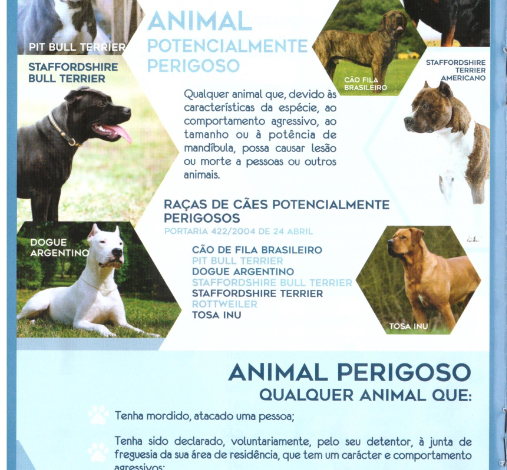 PIT BULL TERRIER
STAFFORDSHIRE
BULL TERRIER
ANIMAL
POTENCIALMENTE
PERIGOSO
CÃO FILA
BRASILEIRO
STAFFORDSHIRE
TERRIER
AMERICANO
Qualquer animal que, devido às
características da espécie, ao
comportamento agressivo, ao
tamanho ou à potência de
mandíbula, possa causar lesão
ou morte a pessoas ou outros
animais.
RAÇAS DE CÃES POTENCIALMENTE
PERIGOSOS
PORTARIA 422/2004 DE 24 ABRIL
CÃO DE FILA BRASILEIRO
PIT BULL TERRIER
DOGUE ARGENTINO
STAFFORDSHIRE BULL TERRIER
STAFFORDSHIRE TERRIER
ROTTWEILER
TOSA INU
DOGUE
ARGENTINO
TOSA INU
ANIMAL PERIGOSO
QUALQUER ANIMAL QUE:
Tenha mordido, atacado uma pessoa;
Tenha sido declarado, voluntariamente, pelo seu detentor, à junta de
freguesia da sua área de residência, que tem um carácter e comportamento
agressivos;